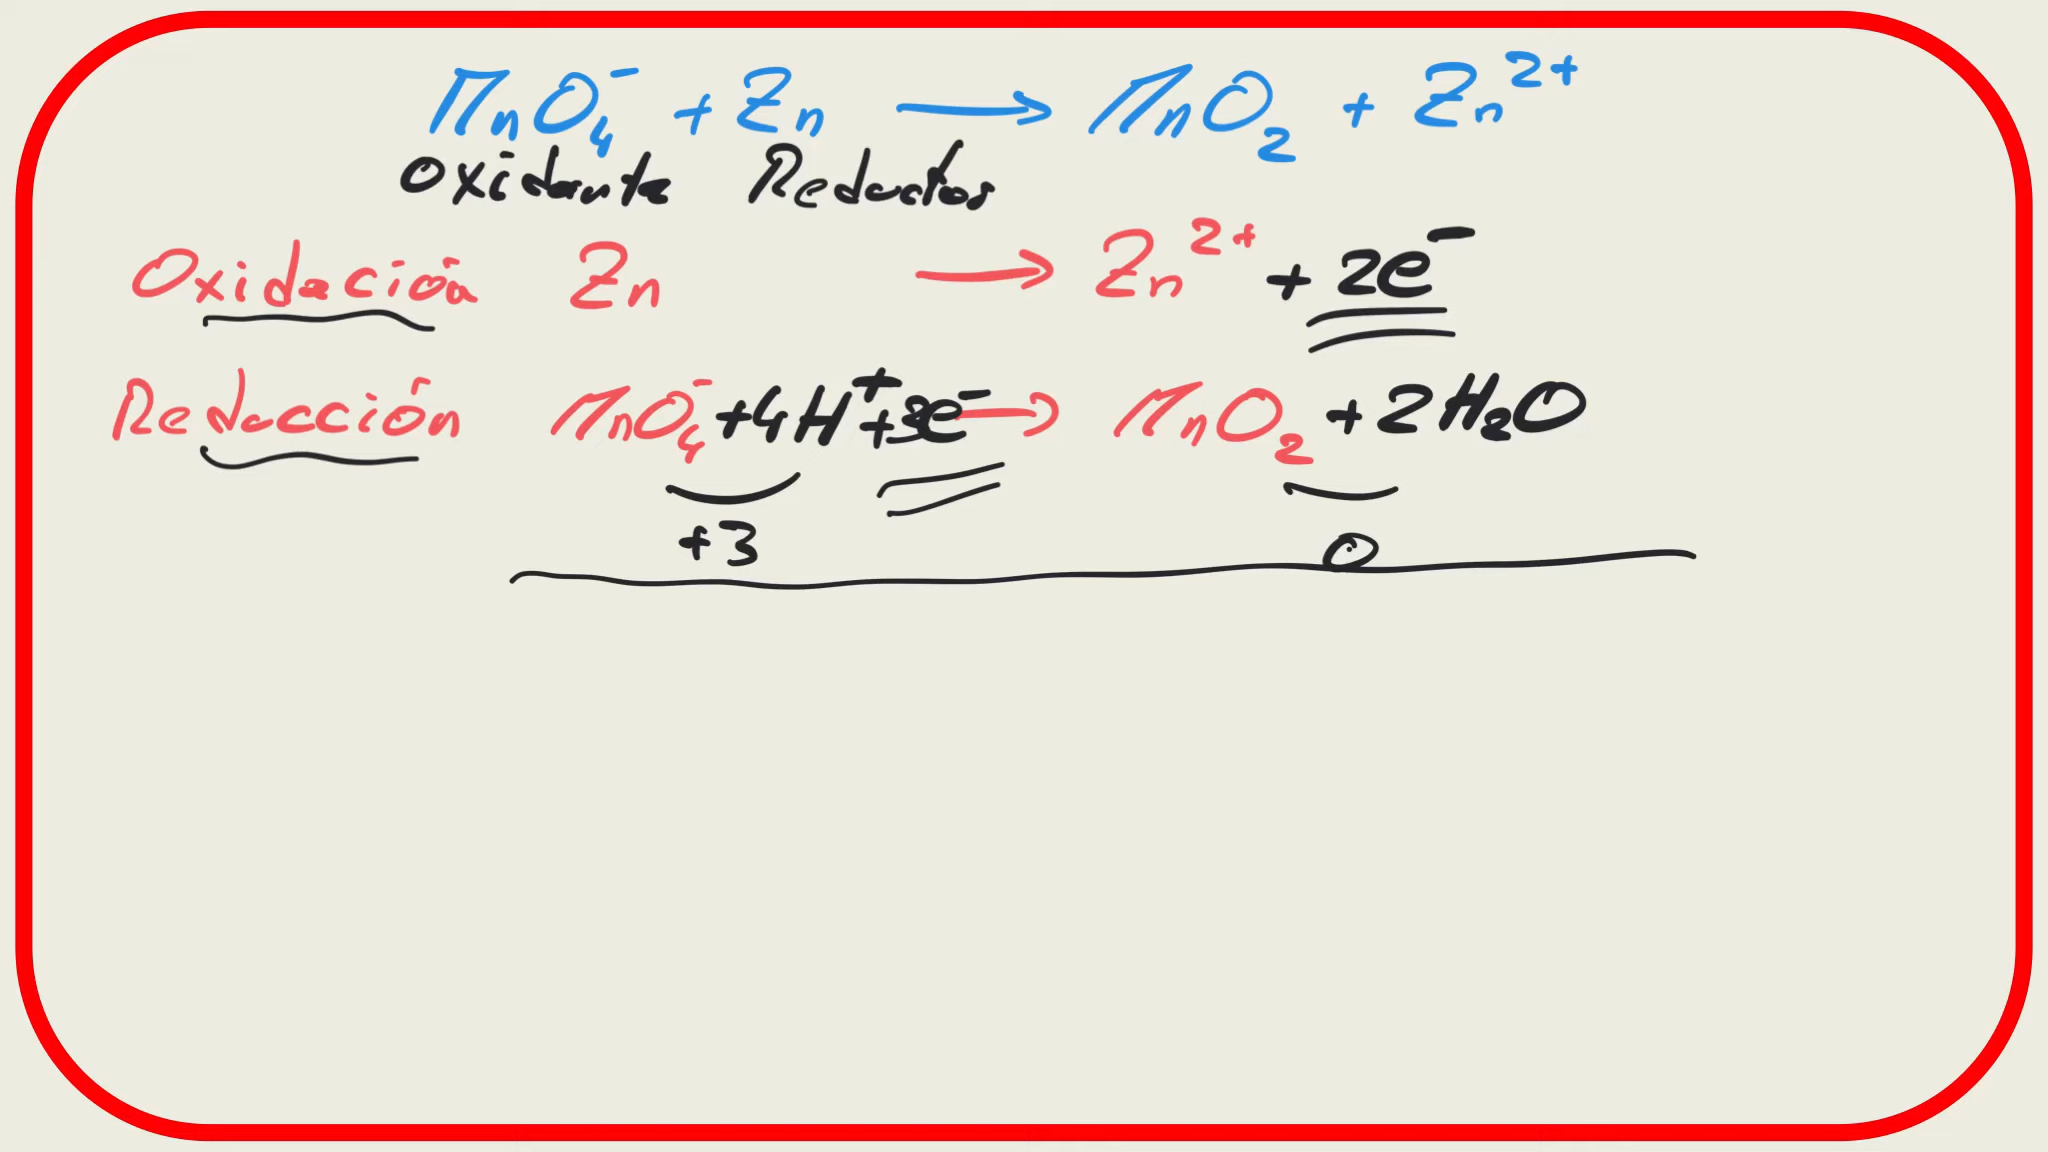 MnO₄⁻ + Zn ⟶ MnO₂ + Zn²⁺
Oxidante Reductor
Oxidación Zn ⟶ Zn²⁺ + 2e⁻
Reducción MnO₄⁻ + 4H⁺ + 3e⁻ ⟶ MnO₂ + 2H₂O
+3 0